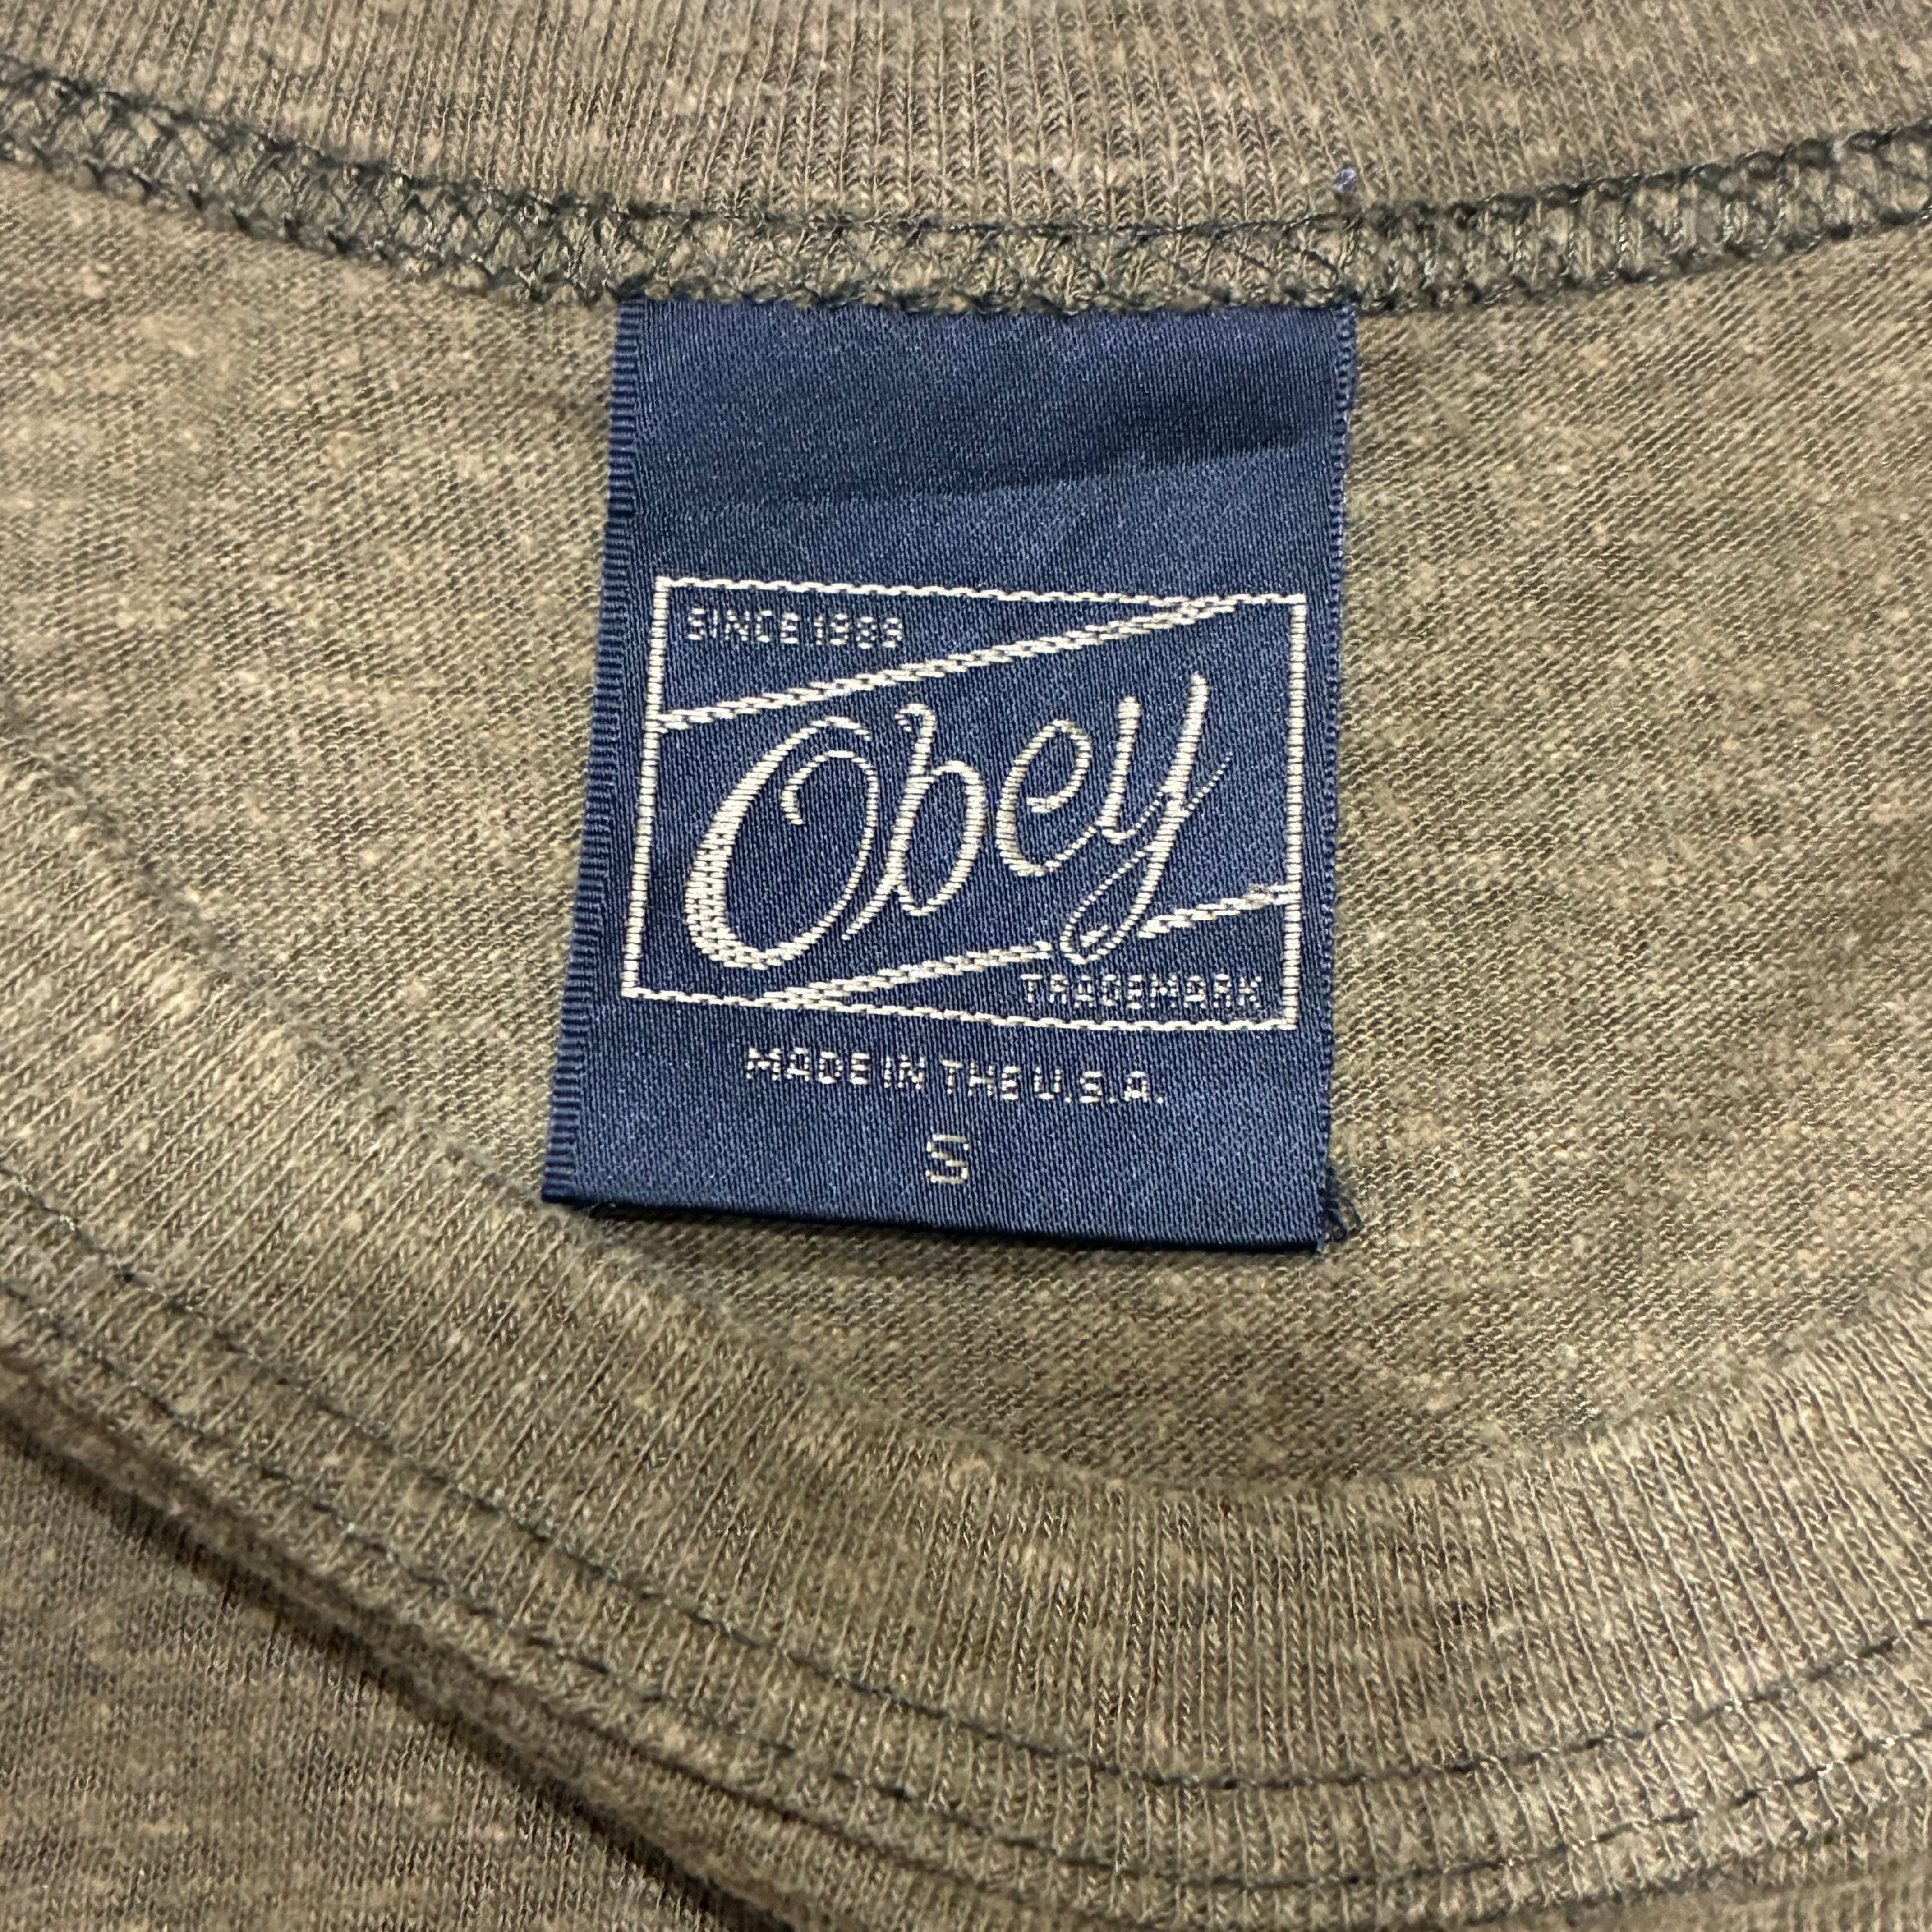 SINCE 1989
Obey
TRADEMARK
MADE IN THE U.S.A.
S